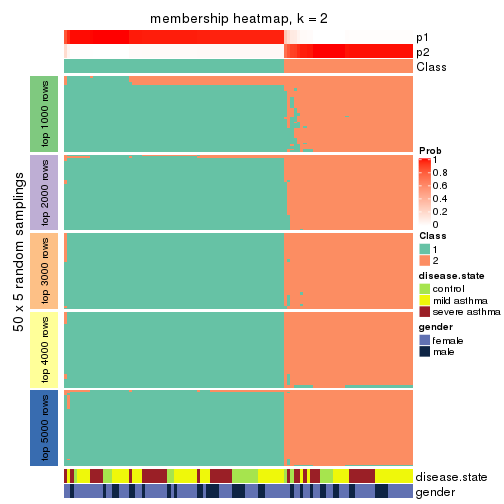 membership heatmap, k = 2
p1
p2
Class
50 x 5 random samplings
top 1000 rows
top 2000 rows
top 3000 rows
top 4000 rows
top 5000 rows
Prob
1
0.8
0.6
0.4
0.2
0
Class
1
2
disease.state
control
mild asthma
severe asthma
gender
female
male
disease.state
gender